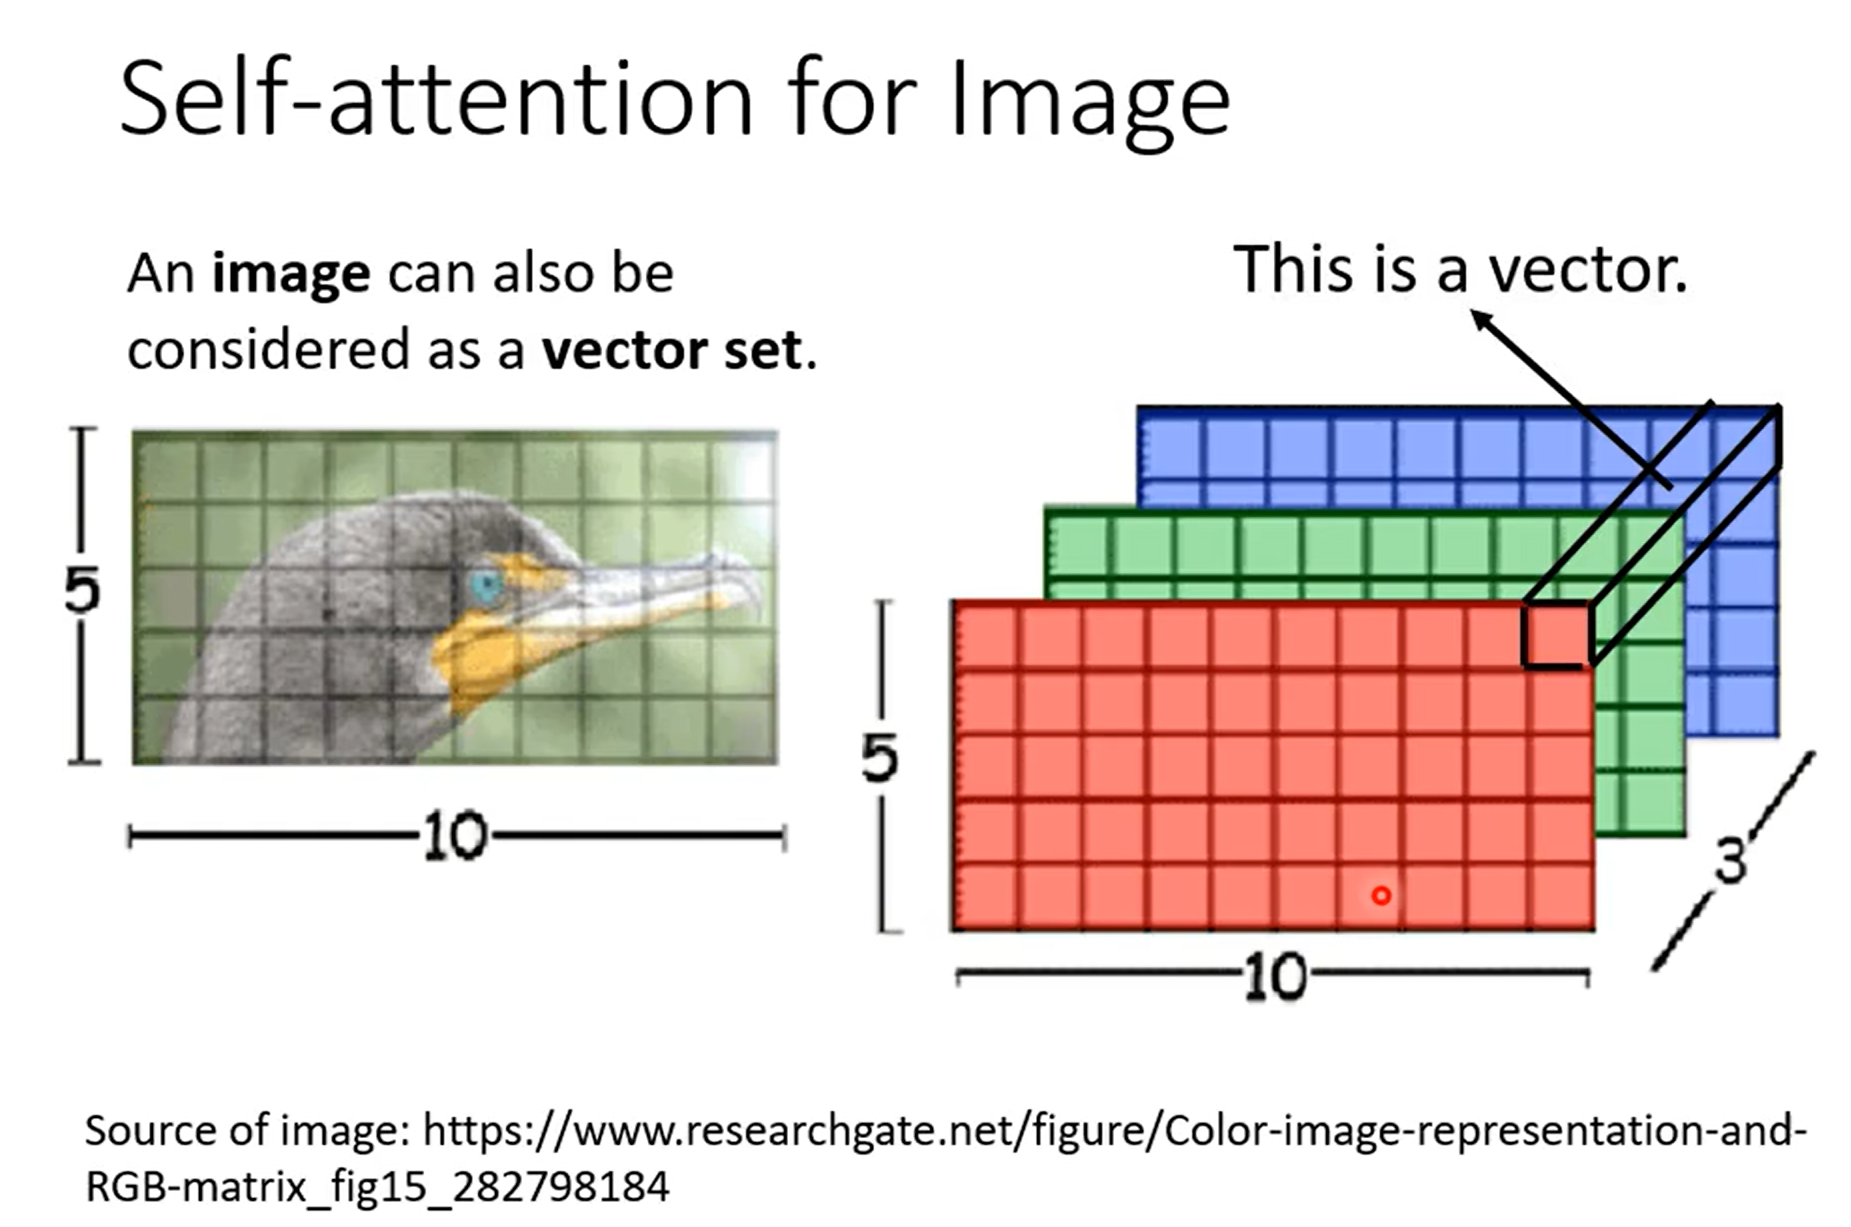 Self-attention for Image
An image can also be
considered as a vector set.
This is a vector.
5
10
5
10
3
Source of image: https://www.researchgate.net/figure/Color-image-representation-and-
RGB-matrix_fig15_282798184